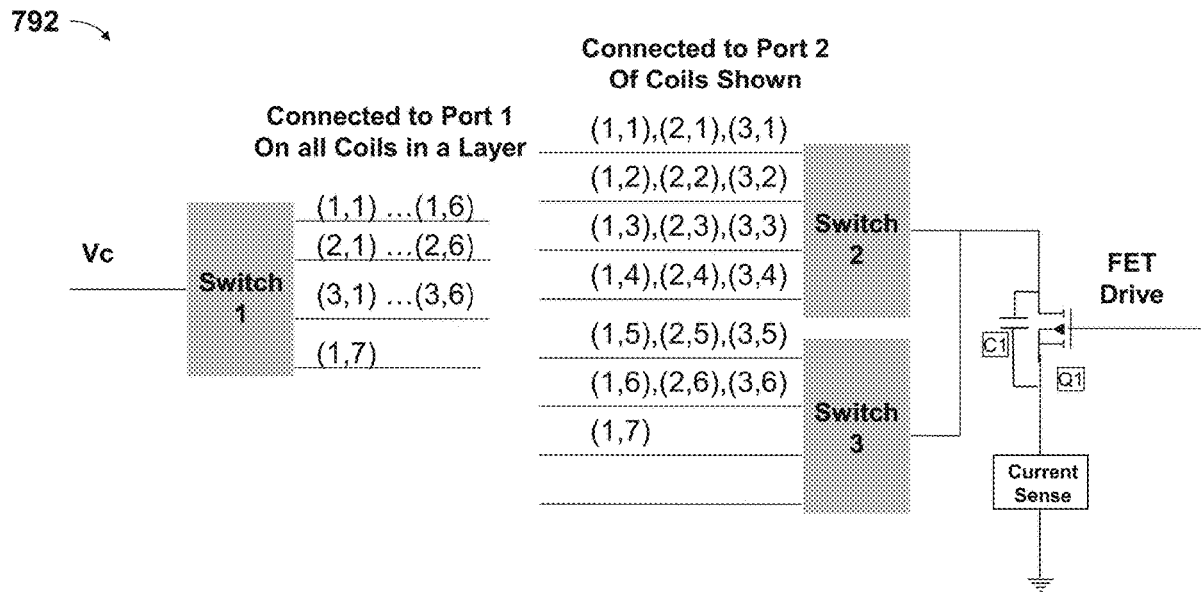 792
Connected to Port 2
Of Coils Shown
Connected to Port 1
On all Coils in a Layer
(1,1),(2,1),(3,1)
(1,2),(2,2),(3,2)
(1,3),(2,3),(3,3)
(1,4),(2,4),(3,4)
(1,5),(2,5),(3,5)
(1,6),(2,6),(3,6)
(1,7)
Vc
Switch
1
(1,1) ...(1,6)
(2,1) ...(2,6)
(3,1) ...(3,6)
(1,7)
Switch
2
Switch
3
FET
Drive
C1
Q1
Current
Sense